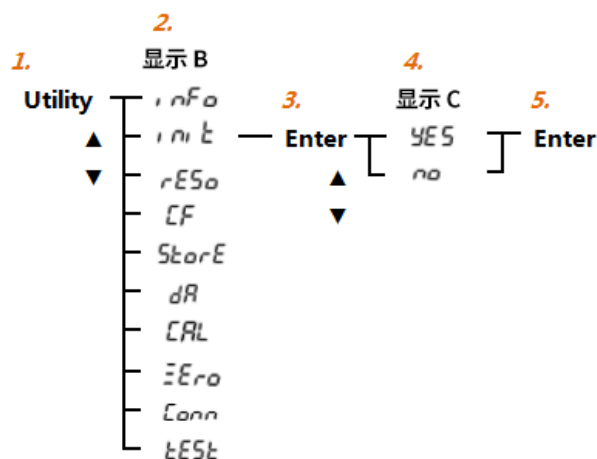 1.
2.
显示 B
3.
4.
显示 C
5.
Utility
inFo
init
Enter
YES
Enter
▲
▼
rESo
no
▲
▼
CF
StorE
dA
CAL
ZEro
Conn
tESt